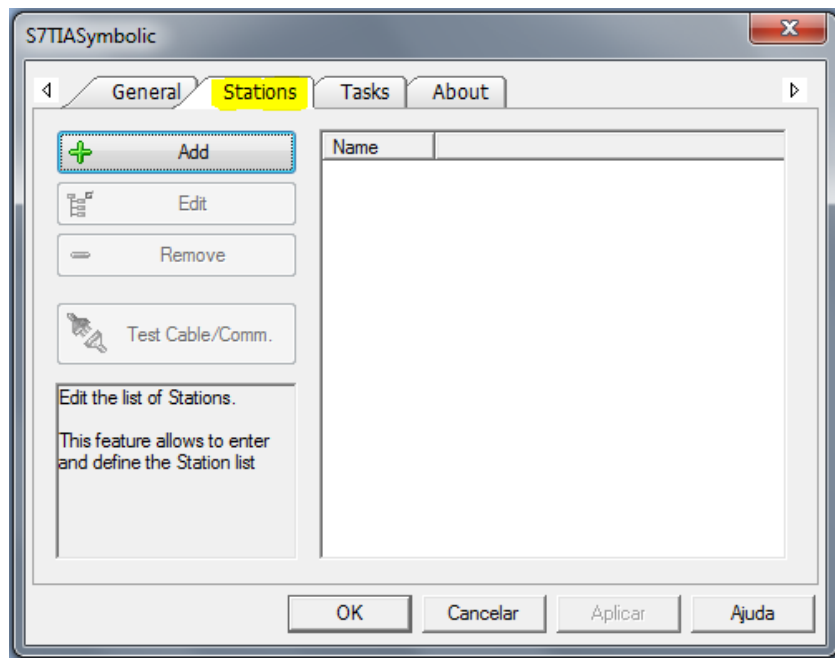 S7TIASymbolic
General Stations Tasks About
Add
Edit
Remove
Test Cable/Comm.
Edit the list of Stations.
This feature allows to enter
and define the Station list
Name
OK Cancelar Aplicar Ajuda